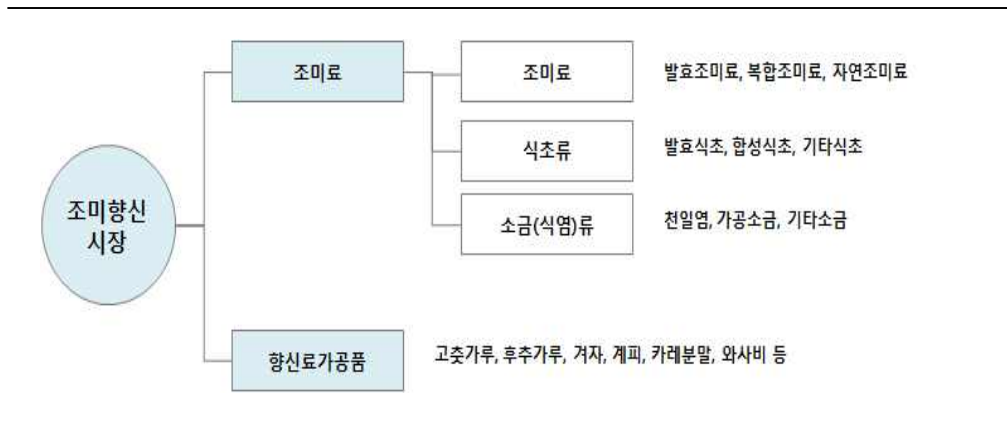 조미향신
시장
조미료
조미료
발효조미료, 복합조미료, 자연조미료
식초류
발효식초, 합성식초, 기타식초
소금(식염)류
천일염, 가공소금, 기타소금
향신료가공품
고춧가루, 후추가루, 겨자, 계피, 카레분말, 와사비 등